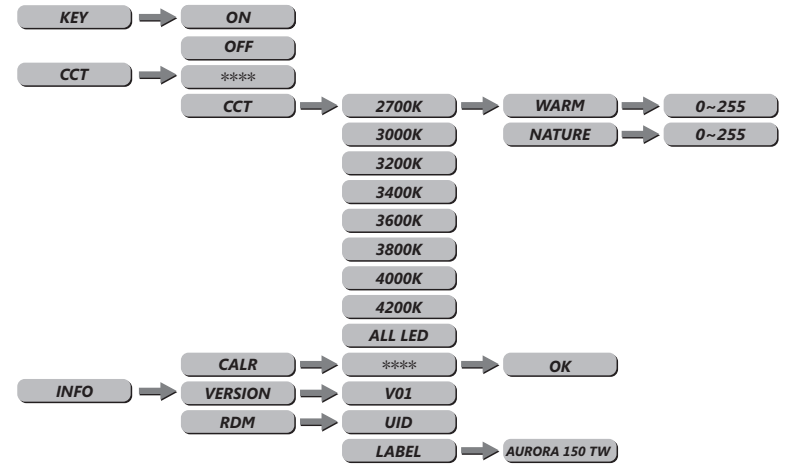 KEY ON
OFF
CCT ****
CCT 2700K WARM 0~255
3000K NATURE 0~255
3200K
3400K
3600K
3800K
4000K
4200K
ALL LED
CALR **** OK
INFO VERSION V01
RDM UID
LABEL AURORA 150 TW